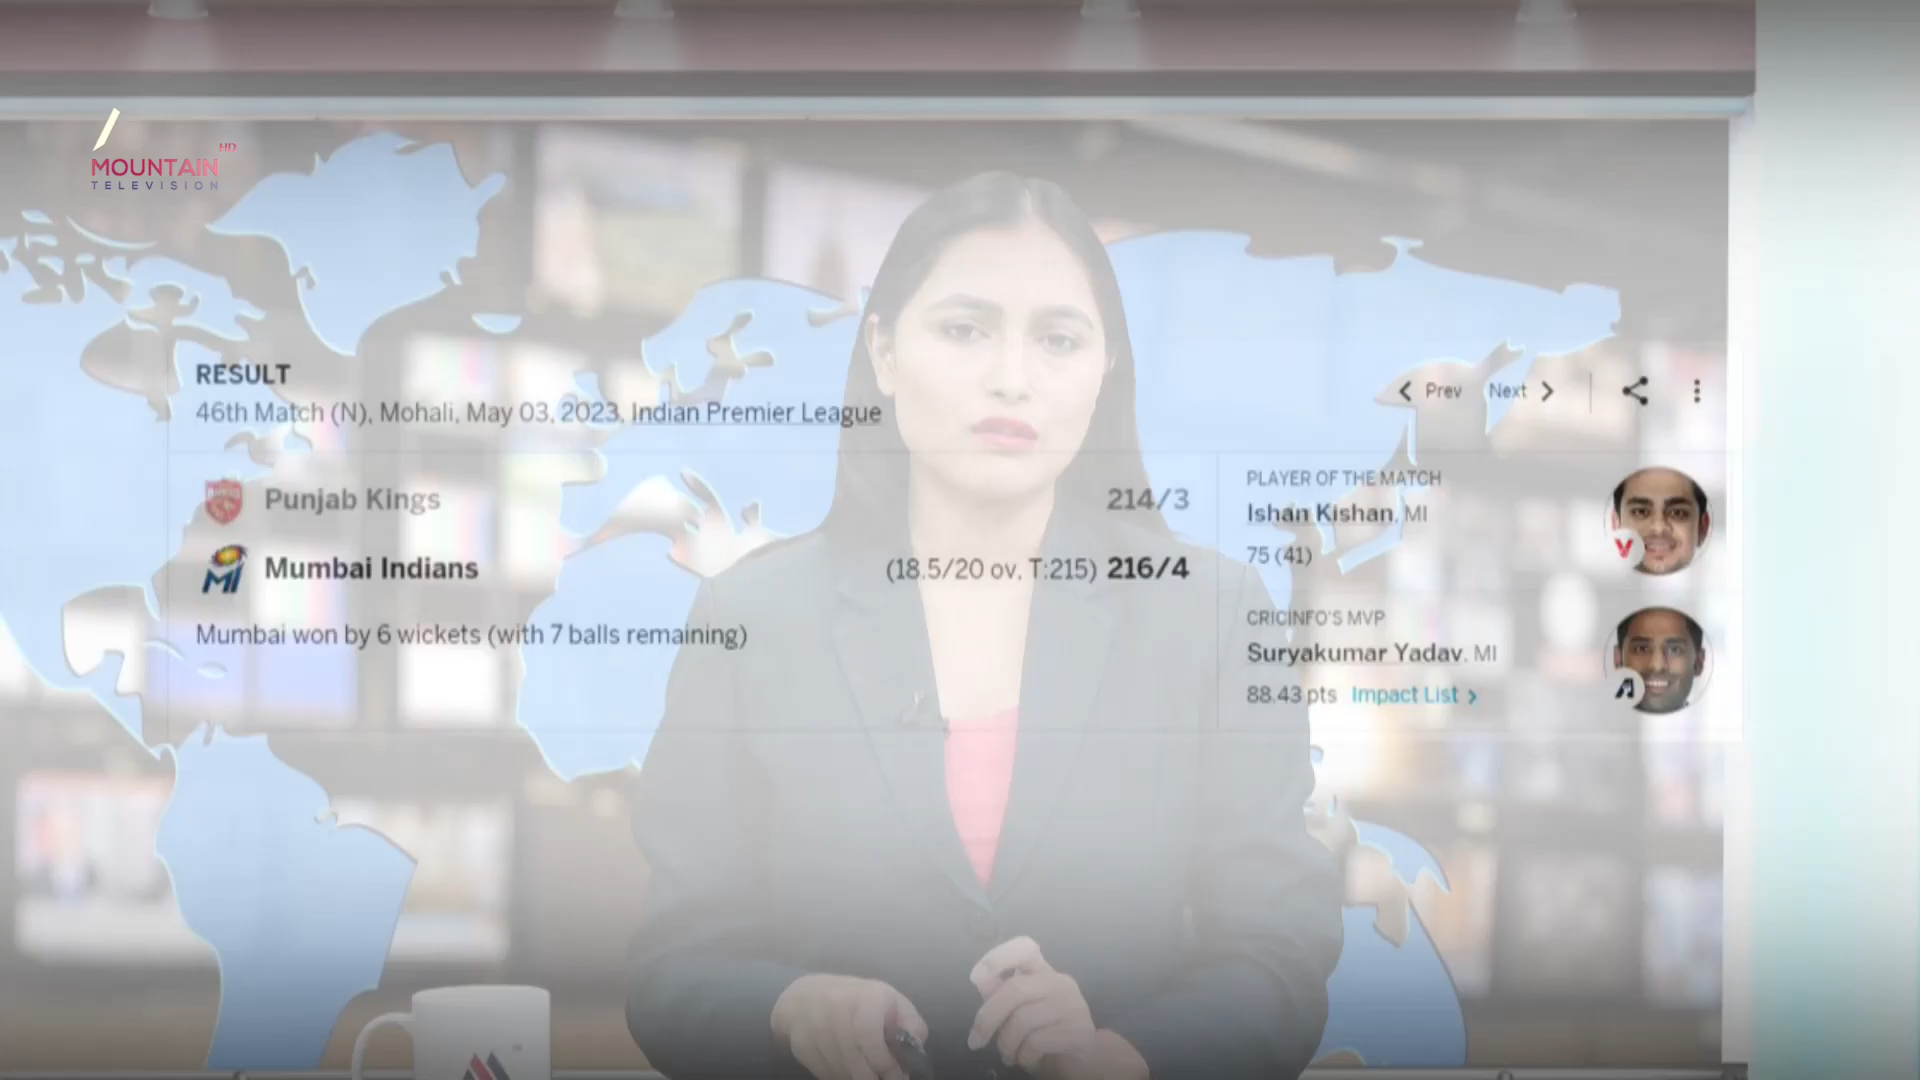 HD
MOUNTAIN
TELEVISION
RESULT
46th Match (N), Mohali, May 03, 2023, Indian Premier League
Prev Next
Punjab Kings 214/3
Mumbai Indians (18.5/20 ov, T:215) 216/4
Mumbai won by 6 wickets (with 7 balls remaining)
PLAYER OF THE MATCH
Ishan Kishan, MI
75 (41)
CRICINFO'S MVP
Suryakumar Yadav, MI
88.43 pts Impact List